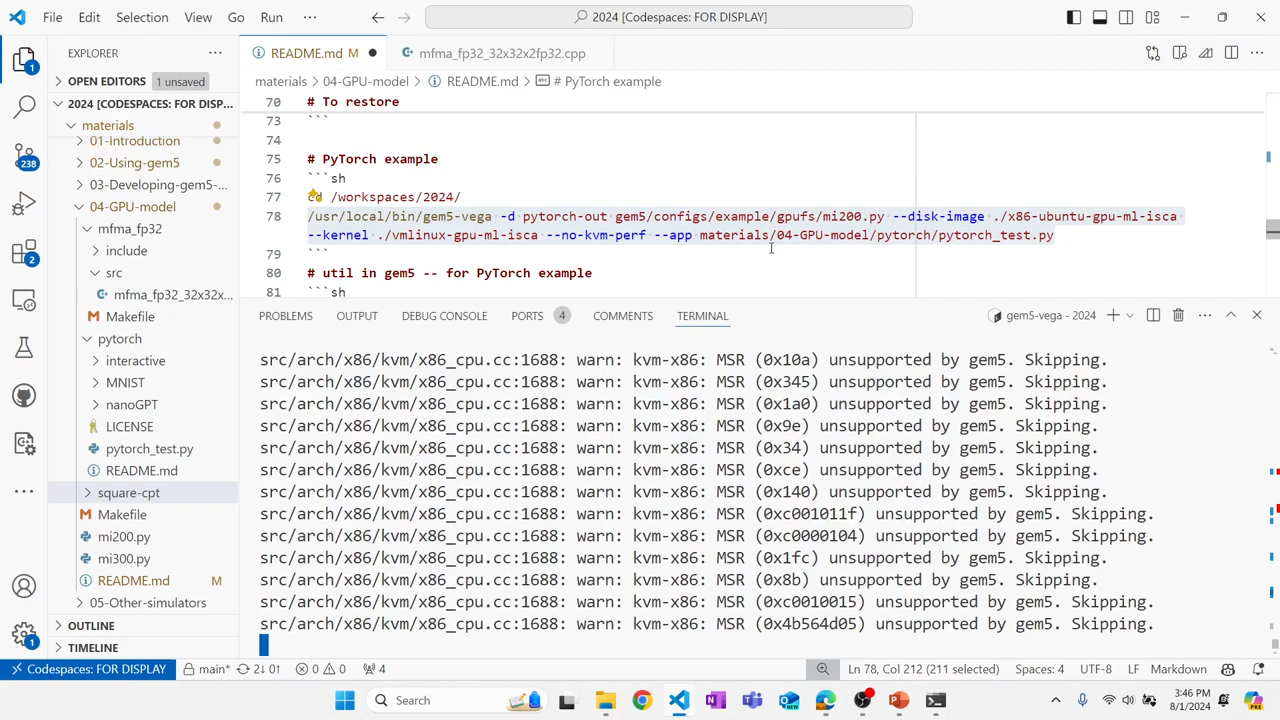 File Edit Selection View Go Run ··· 2024 [Codespaces: FOR DISPLAY]
EXPLORER ···
README.md M ● mfma_fp32_32x32x2fp32.cpp ···
OPEN EDITORS 1 unsaved
materials > 04-GPU-model > README.md > # PyTorch example
2024 [CODESPACES: FOR DISP...
materials
01-Introduction
02-Using-gem5
03-Developing-gem5-...
04-GPU-model
mfma_fp32
include
src
mfma_fp32_32x32x...
Makefile
pytorch
interactive
MNIST
nanoGPT
LICENSE
pytorch_test.py
README.md
square-cpt
Makefile
mi200.py
mi300.py
README.md M
05-Other-simulators
OUTLINE
TIMELINE
1
238
2
1
70 # To restore
73 ```
74
75 # PyTorch example
76 ```sh
77 cd /workspaces/2024/
78 /usr/local/bin/gem5-vega -d pytorch-out gem5/configs/example/gpufs/mi200.py --disk-image ./x86-ubuntu-gpu-ml-isca
--kernel ./vmlinux-gpu-ml-isca --no-kvm-perf --app materials/04-GPU-model/pytorch/pytorch_test.py
79 ```
80 # util in gem5 -- for PyTorch example
81 ```sh
PROBLEMS OUTPUT DEBUG CONSOLE PORTS 4 COMMENTS TERMINAL gem5-vega - 2024 ···
src/arch/x86/kvm/x86_cpu.cc:1688: warn: kvm-x86: MSR (0x10a) unsupported by gem5. Skipping.
src/arch/x86/kvm/x86_cpu.cc:1688: warn: kvm-x86: MSR (0x345) unsupported by gem5. Skipping.
src/arch/x86/kvm/x86_cpu.cc:1688: warn: kvm-x86: MSR (0x1a0) unsupported by gem5. Skipping.
src/arch/x86/kvm/x86_cpu.cc:1688: warn: kvm-x86: MSR (0x9e) unsupported by gem5. Skipping.
src/arch/x86/kvm/x86_cpu.cc:1688: warn: kvm-x86: MSR (0x34) unsupported by gem5. Skipping.
src/arch/x86/kvm/x86_cpu.cc:1688: warn: kvm-x86: MSR (0xce) unsupported by gem5. Skipping.
src/arch/x86/kvm/x86_cpu.cc:1688: warn: kvm-x86: MSR (0x140) unsupported by gem5. Skipping.
src/arch/x86/kvm/x86_cpu.cc:1688: warn: kvm-x86: MSR (0xc001011f) unsupported by gem5. Skipping.
src/arch/x86/kvm/x86_cpu.cc:1688: warn: kvm-x86: MSR (0xc0000104) unsupported by gem5. Skipping.
src/arch/x86/kvm/x86_cpu.cc:1688: warn: kvm-x86: MSR (0x1fc) unsupported by gem5. Skipping.
src/arch/x86/kvm/x86_cpu.cc:1688: warn: kvm-x86: MSR (0x8b) unsupported by gem5. Skipping.
src/arch/x86/kvm/x86_cpu.cc:1688: warn: kvm-x86: MSR (0xc0010015) unsupported by gem5. Skipping.
src/arch/x86/kvm/x86_cpu.cc:1688: warn: kvm-x86: MSR (0x4b564d05) unsupported by gem5. Skipping.
Codespaces: FOR DISPLAY main* 2↓ 0↑ 0 0 4 Ln 78, Col 212 (211 selected) Spaces: 4 UTF-8 LF Markdown
Search
3:46 PM
8/1/2024